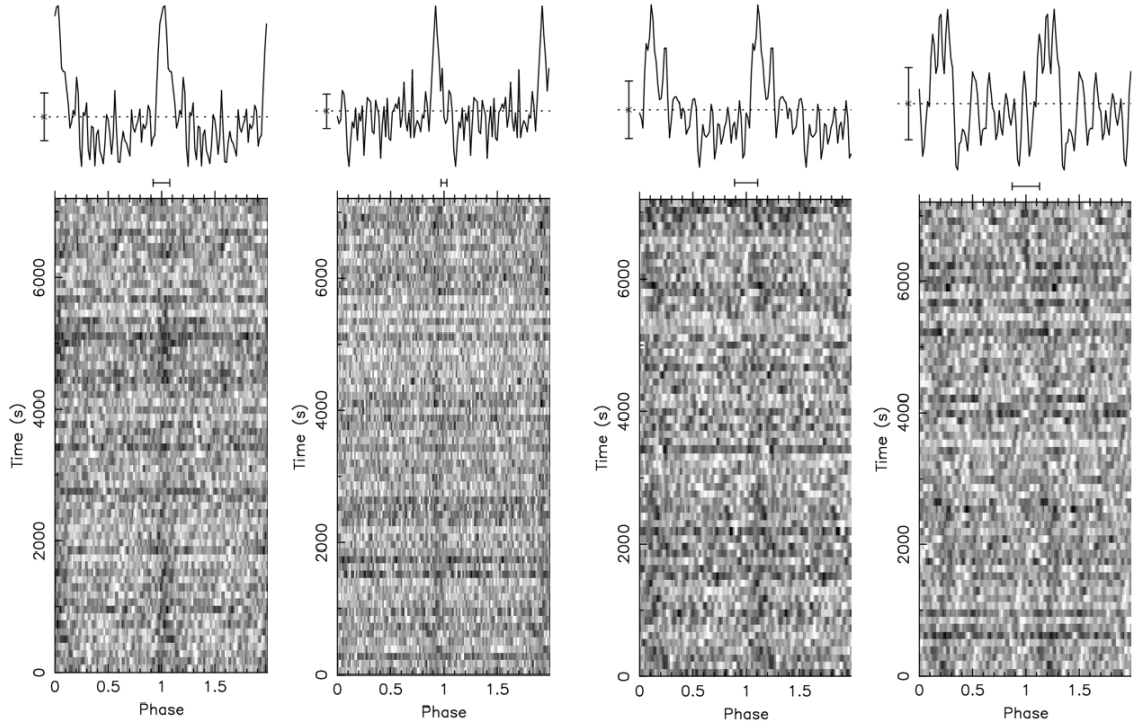 6000 6000 6000 6000
Time (s) Time (s) Time (s) Time (s)
4000 4000 4000 4000
2000 2000 2000 2000
0 0 0 0
0 0.5 1 1.5 0 0.5 1 1.5 0 0.5 1 1.5 0 0.5 1 1.5
Phase Phase Phase Phase